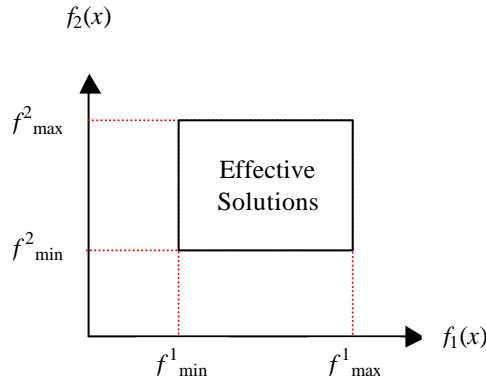 f₂(x)
f²max
Effective
Solutions
f²min
f₁(x)
f¹min
f¹max